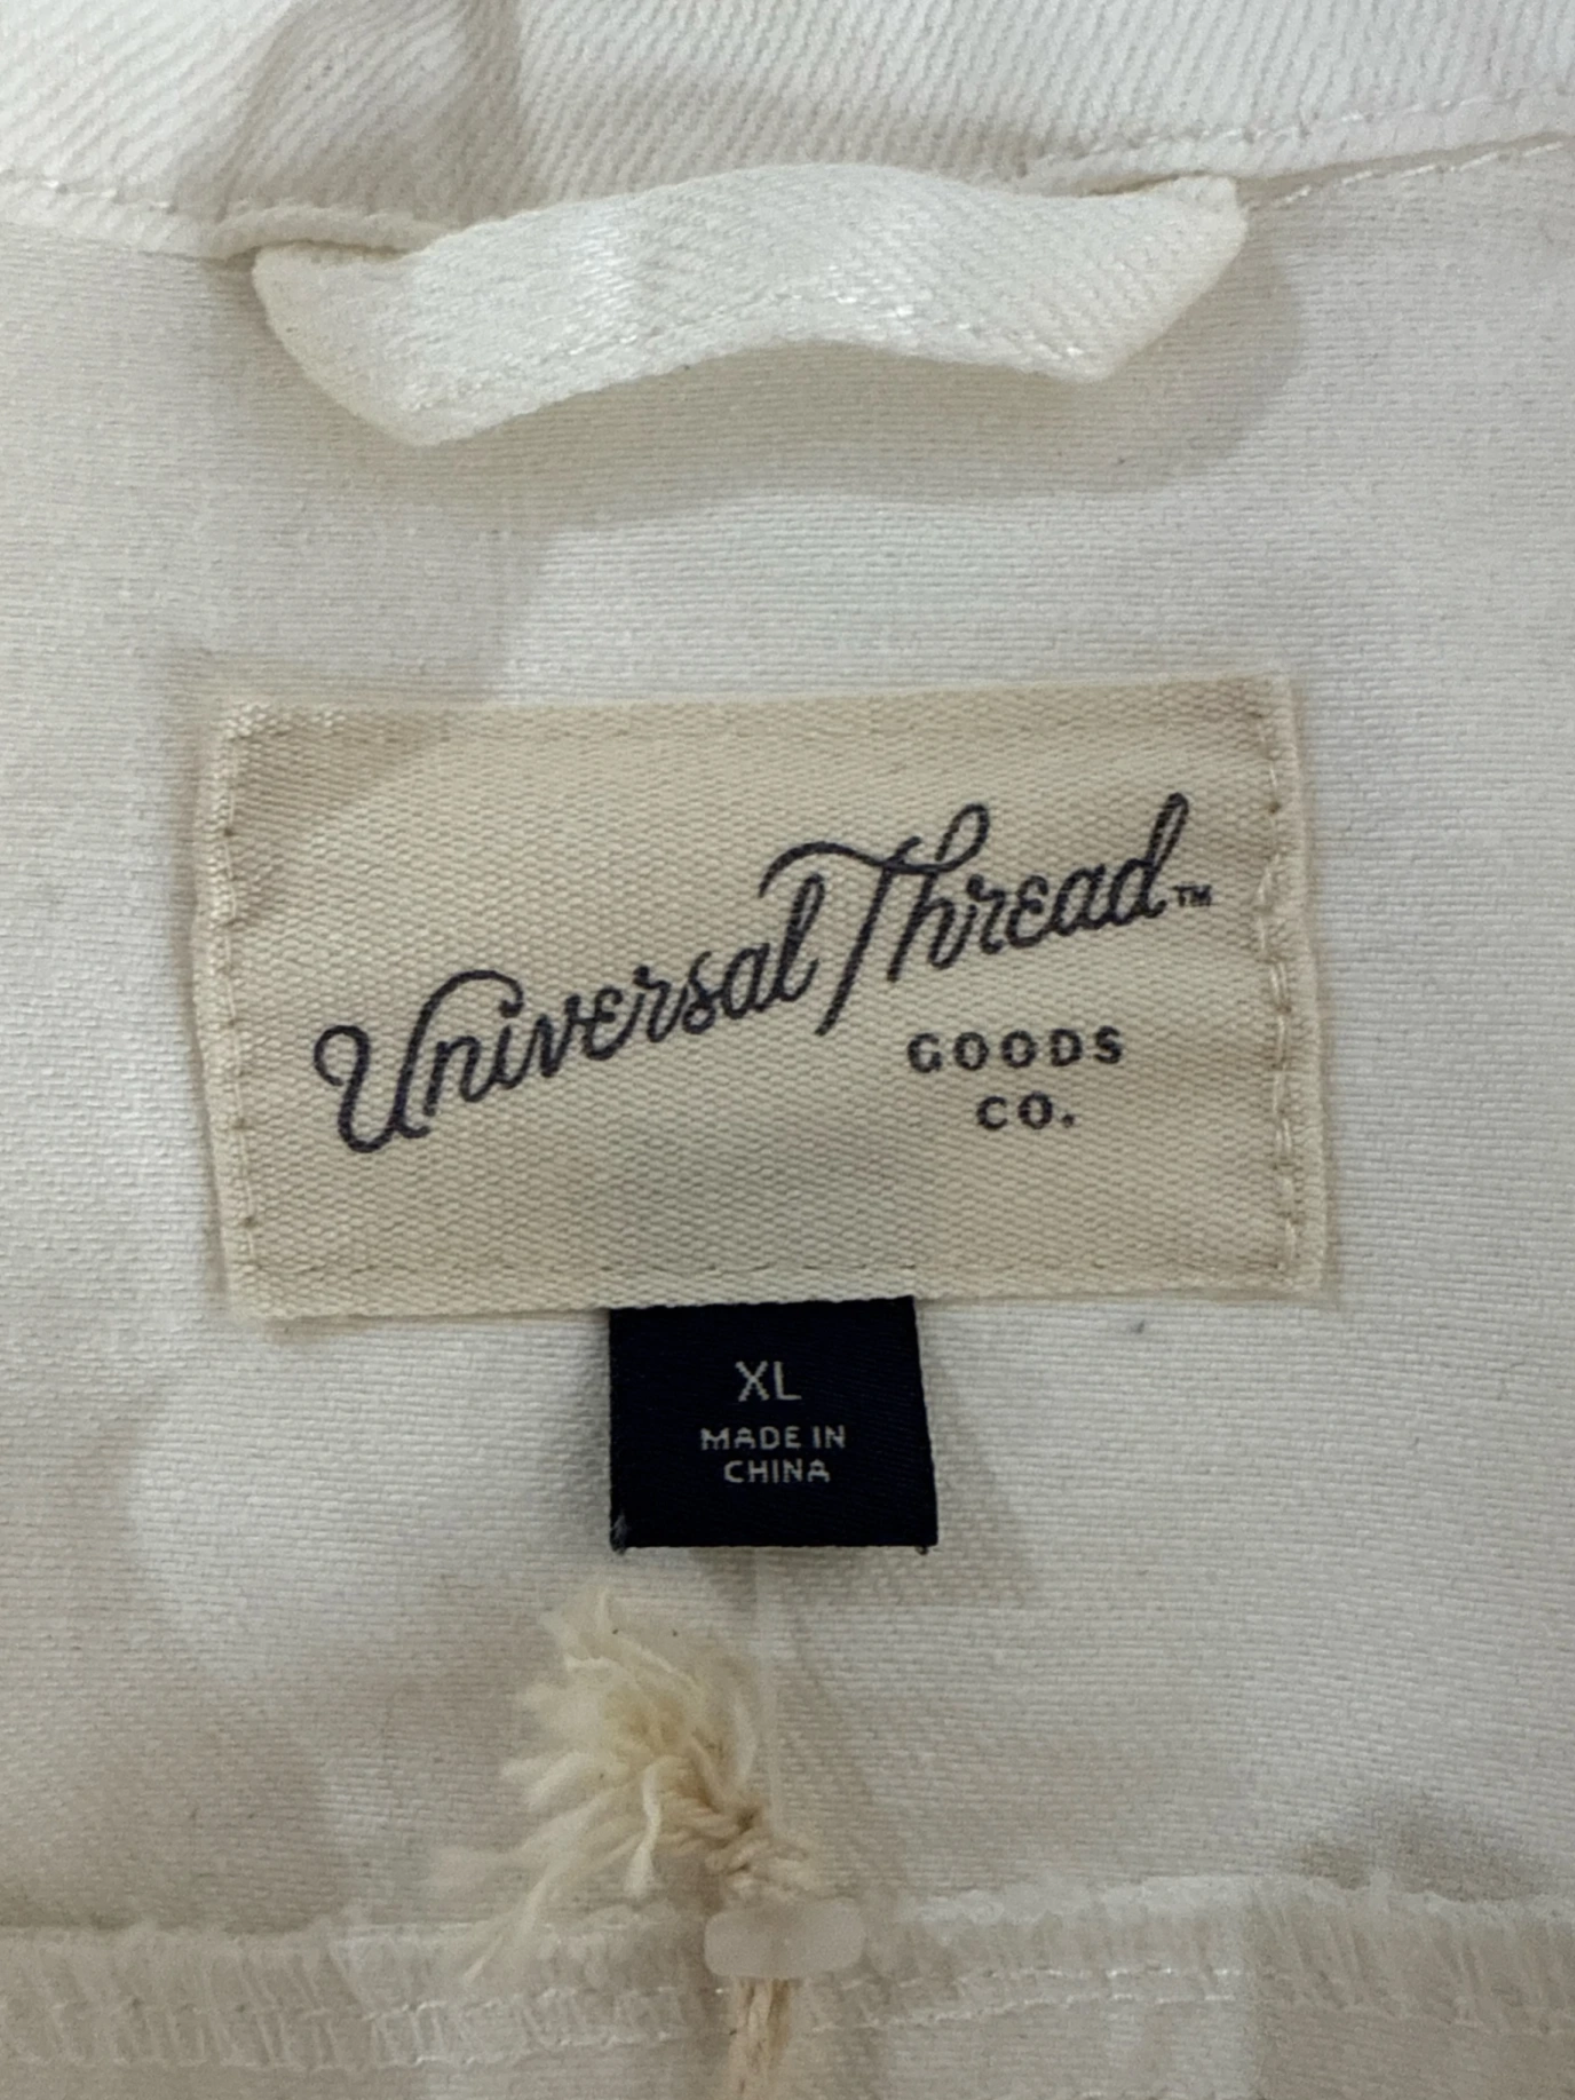 Universal Thread™
GOODS
CO.
XL
MADE IN
CHINA